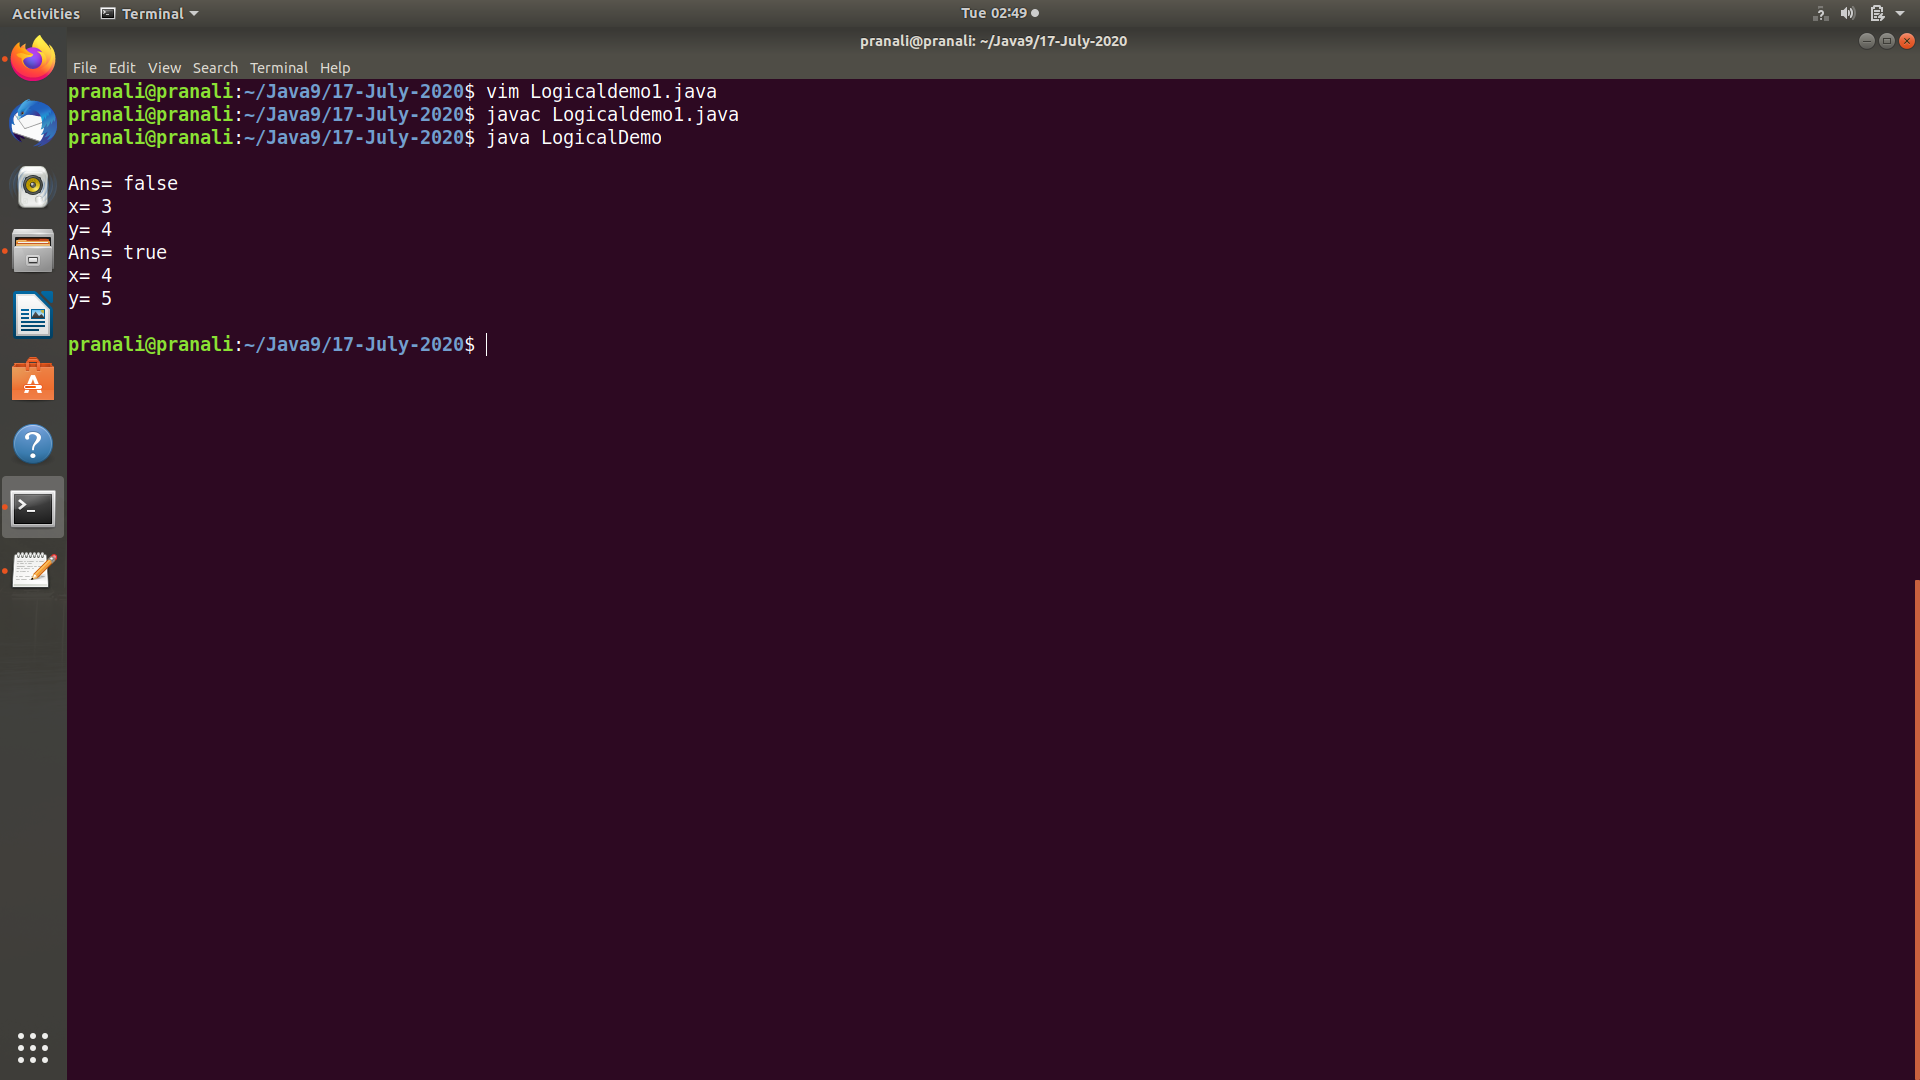 Activities Terminal Tue 02:49
pranali@pranali: ~/Java9/17-July-2020
File Edit View Search Terminal Help
pranali@pranali:~/Java9/17-July-2020$ vim Logicaldemo1.java
pranali@pranali:~/Java9/17-July-2020$ javac Logicaldemo1.java
pranali@pranali:~/Java9/17-July-2020$ java LogicalDemo
Ans= false
x= 3
y= 4
Ans= true
x= 4
y= 5
pranali@pranali:~/Java9/17-July-2020$